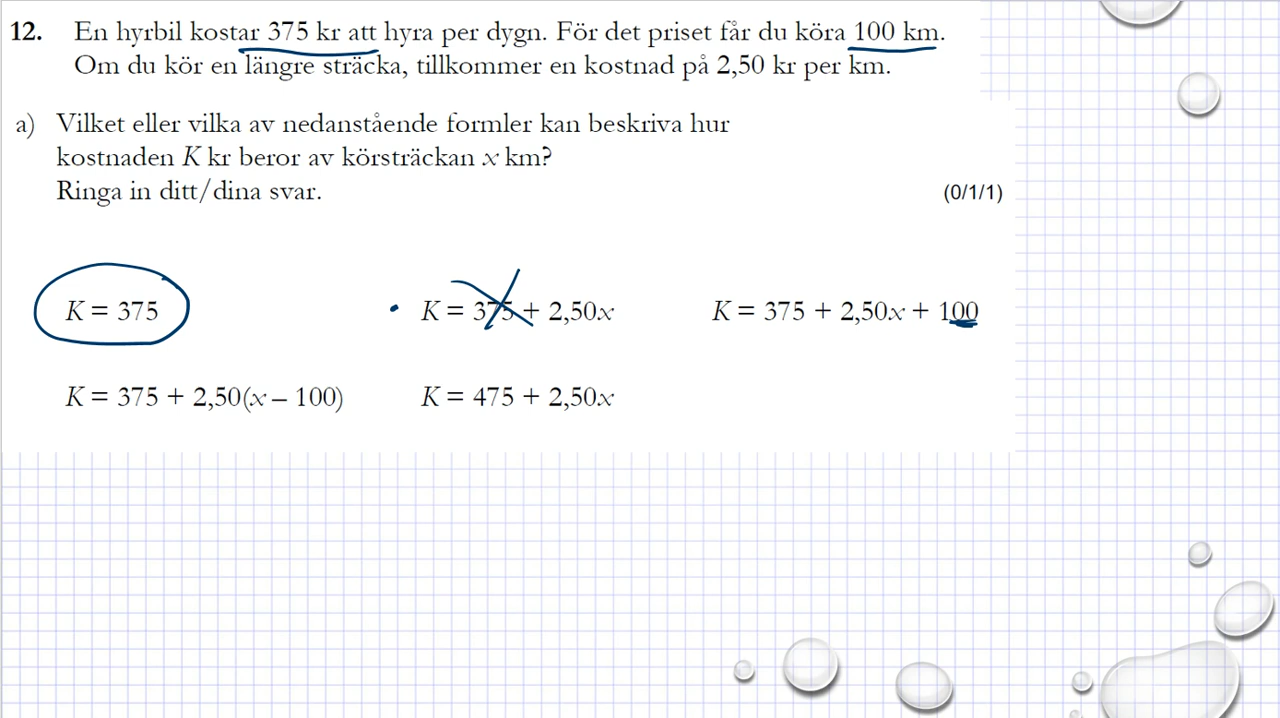 12. En hyrbil kostar 375 kr att hyra per dygn. För det priset får du köra 100 km.
Om du kör en längre sträcka, tillkommer en kostnad på 2,50 kr per km.
a) Vilket eller vilka av nedanstående formler kan beskriva hur
kostnaden K kr beror av körsträckan x km?
Ringa in ditt/dina svar. (0/1/1)
K = 375 K = 375 + 2,50x K = 375 + 2,50x + 100
K = 375 + 2,50(x – 100) K = 475 + 2,50x